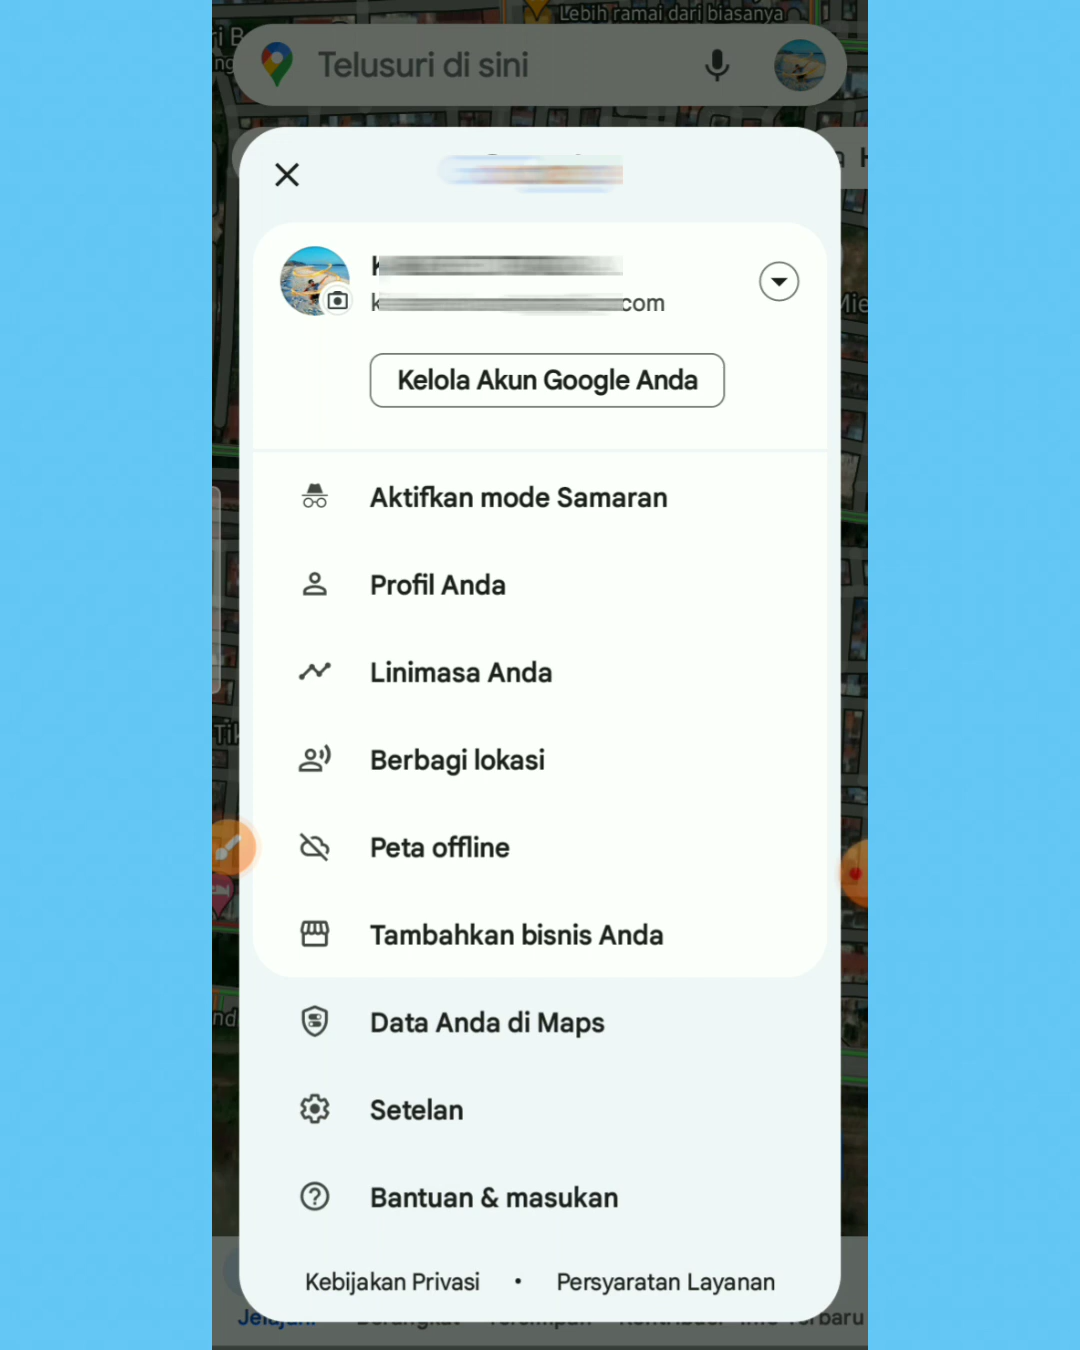 Lebih ramai dari biasanya
Telusuri di sini
com
Kelola Akun Google Anda
Aktifkan mode Samaran
Profil Anda
Linimasa Anda
Berbagi lokasi
Peta offline
Tambahkan bisnis Anda
Data Anda di Maps
Setelan
Bantuan & masukan
Kebijakan Privasi • Persyaratan Layanan